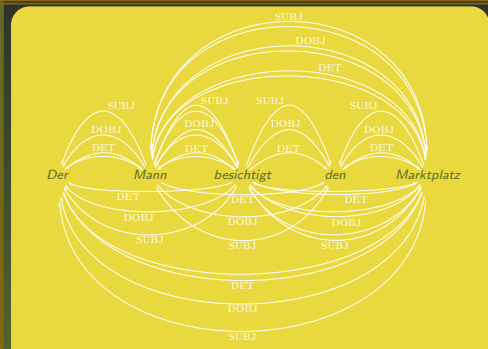 SUBJ
DOBJ
DET
SUBJ SUBJ SUBJ SUBJ
DOBJ DOBJ DOBJ DOBJ
DET DET DET DET
Der Mann besichtigt den Marktplatz
DET DET DET
DOBJ DOBJ DOBJ
SUBJ SUBJ SUBJ
DET
DOBJ
SUBJ